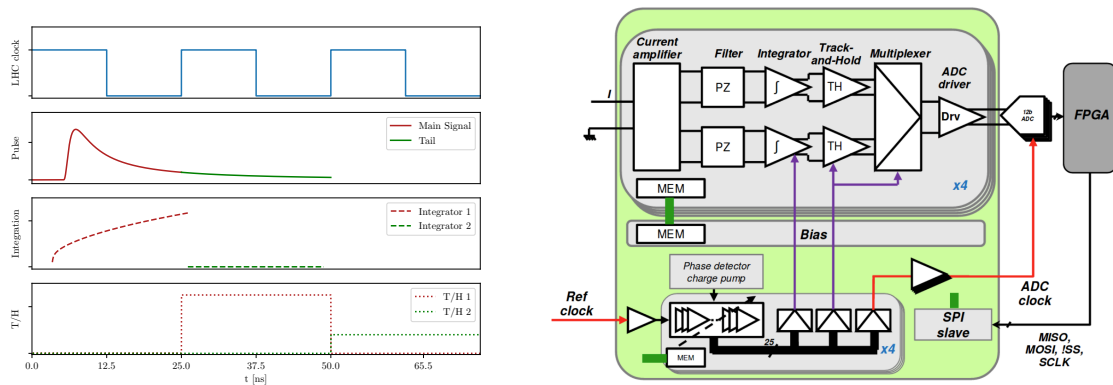 LHC clock
Pulse
Main Signal
Tail
Integration
Integrator 1
Integrator 2
T/H
T/H 1
T/H 2
0.0 12.5 25.0 37.5 50.0 65.5
t [ns]
Current
amplifier
Filter
Integrator
Track-
and-Hold
Multiplexer
ADC
driver
I
PZ
∫
TH
PZ
∫
TH
Drv
12b
ADC
FPGA
MEM
x4
MEM
Bias
Phase detector
charge pump
Ref
clock
MEM
25
x4
ADC
clock
SPI
slave
MISO,
MOSI, !SS,
SCLK